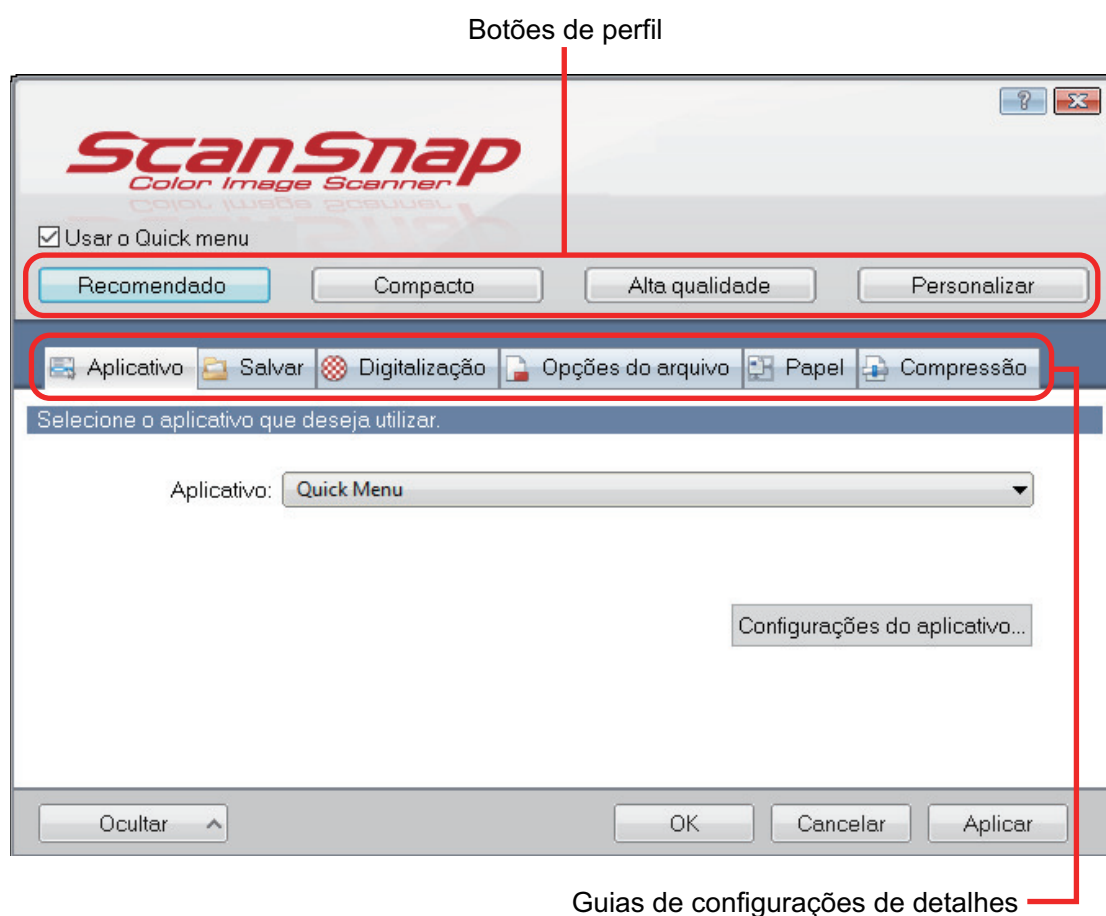 Botões de perfil
ScanSnap
Color Image Scanner
Usar o Quick menu
Recomendado Compacto Alta qualidade Personalizar
Aplicativo Salvar Digitalização Opções do arquivo Papel Compressão
Selecione o aplicativo que deseja utilizar.
Aplicativo: Quick Menu
Configurações do aplicativo...
Ocultar OK Cancelar Aplicar
Guias de configurações de detalhes